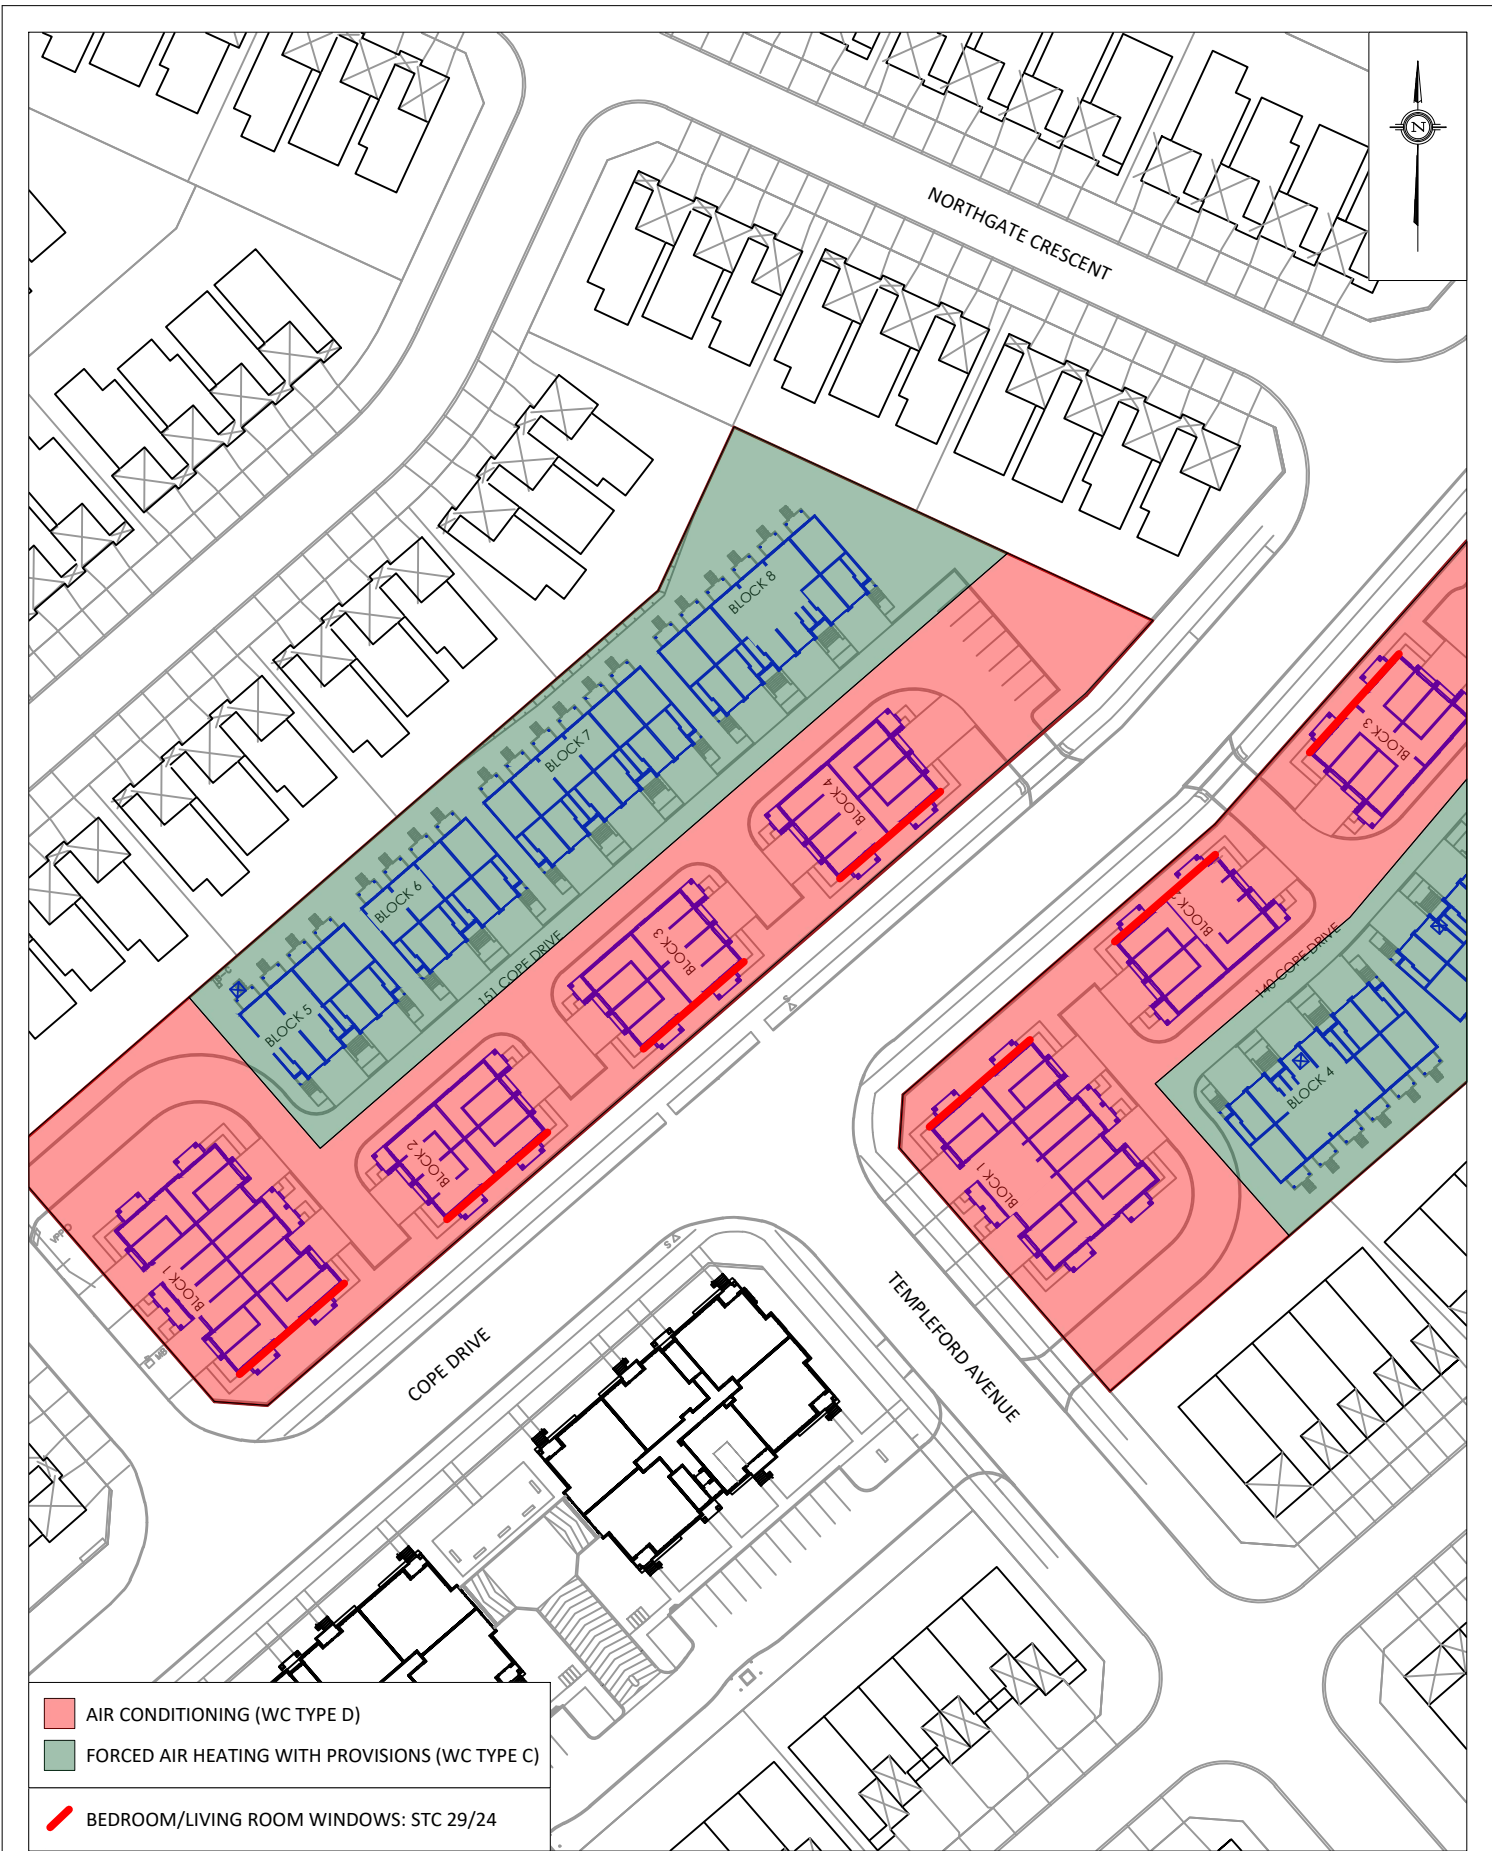 N
NORTHGATE CRESCENT
BLOCK 8
BLOCK 7
BLOCK 6
BLOCK 5
151 COPE DRIVE
BLOCK 4
BLOCK 3
BLOCK 2
BLOCK 1
BLOCK 3
BLOCK 2
140 COPE DRIVE
BLOCK 4
BLOCK 1
S
S
COPE DRIVE
TEMPLEFORD AVENUE
AIR CONDITIONING (WC TYPE D)
FORCED AIR HEATING WITH PROVISIONS (WC TYPE C)
BEDROOM/LIVING ROOM WINDOWS: STC 29/24